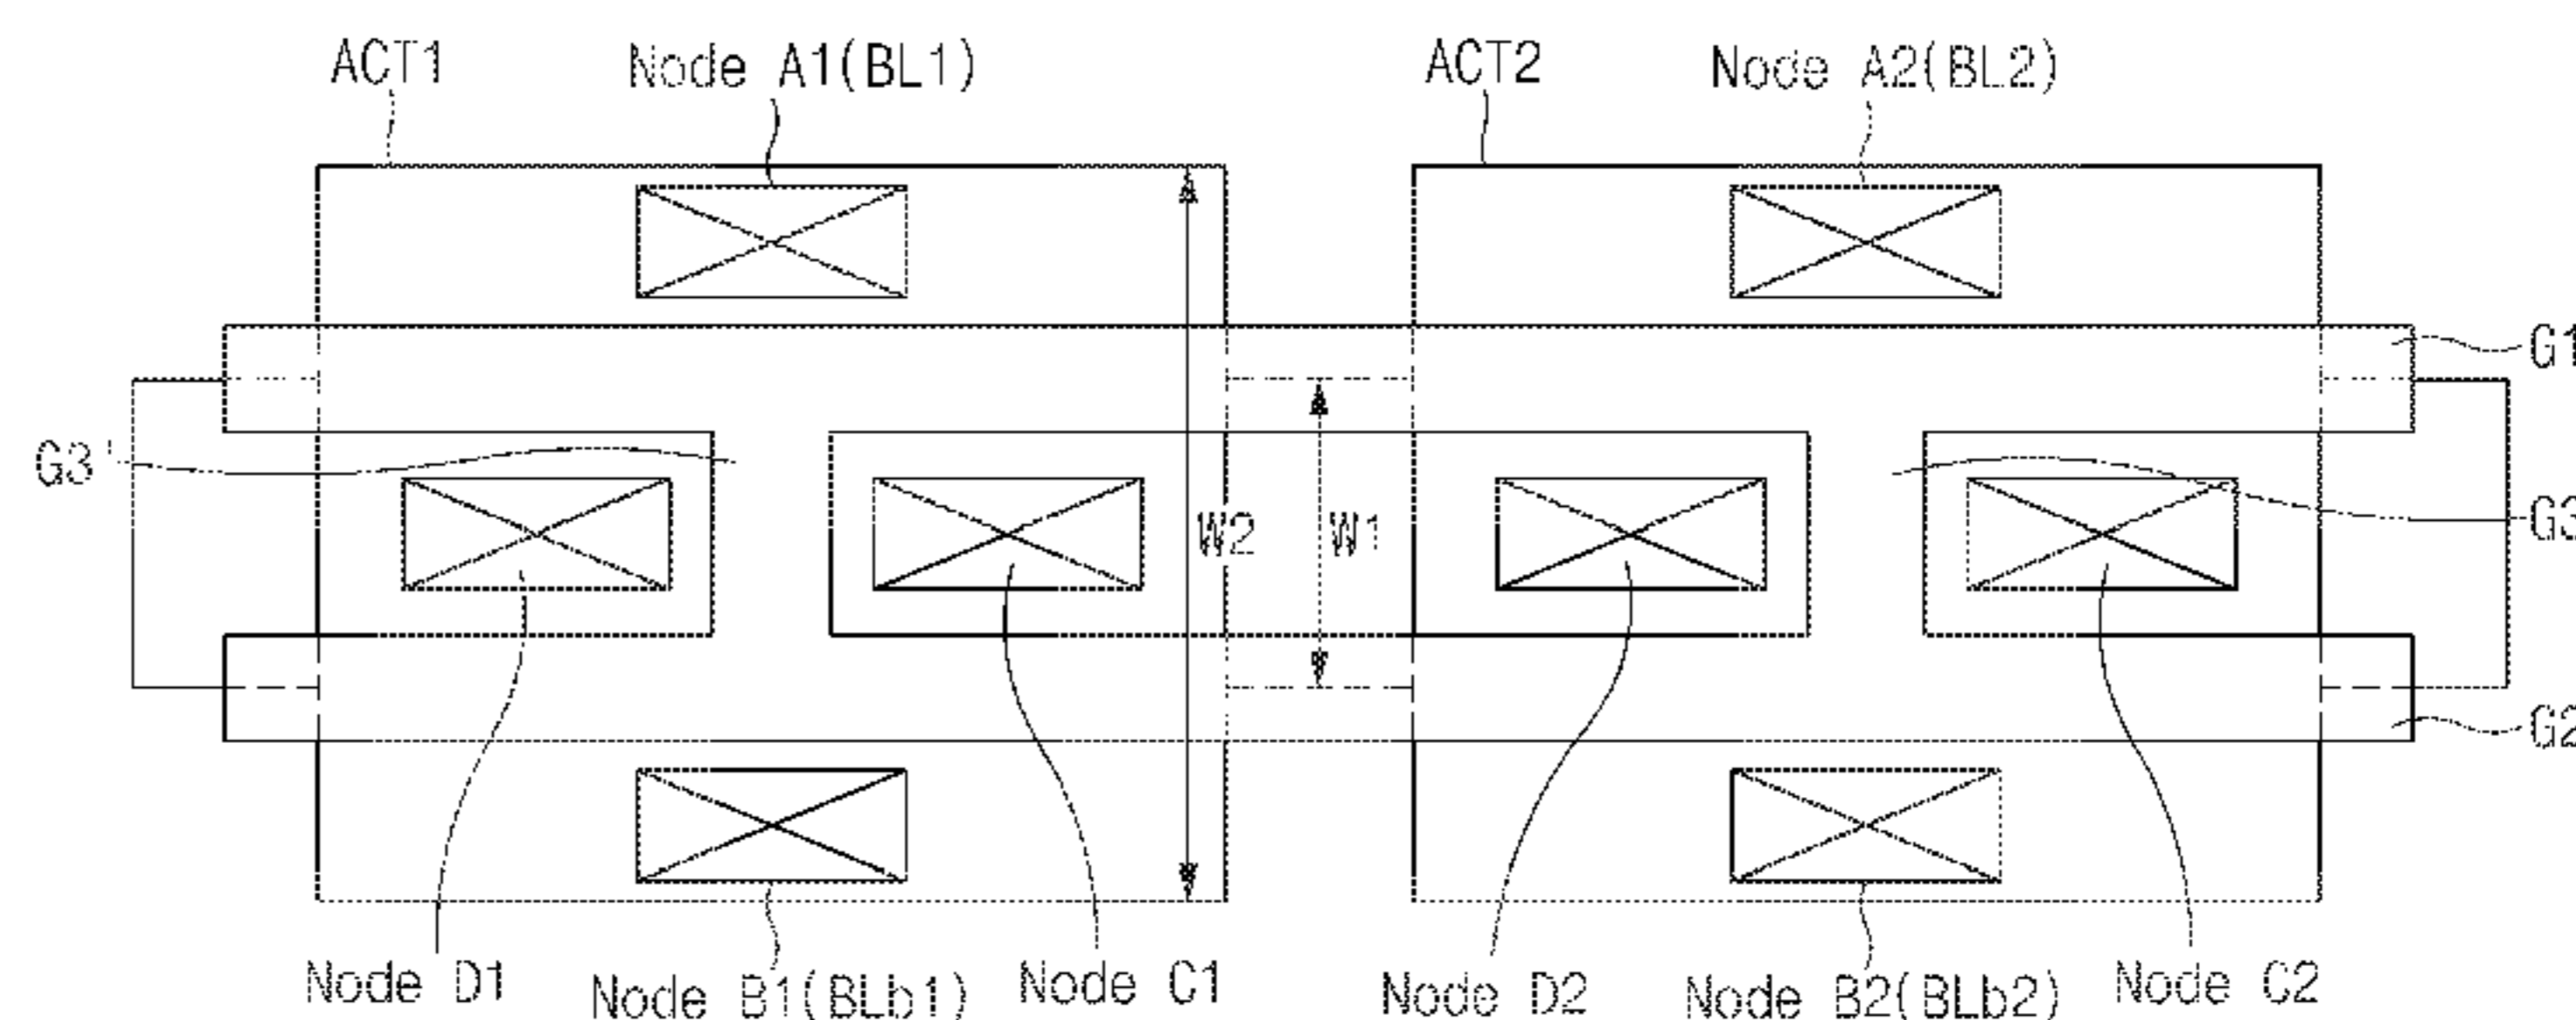 ACT1
Node A1(BL1)
ACT2
Node A2(BL2)
G1
G3'
G3
W2
W1
G2
Node D1
Node B1(BLb1)
Node C1
Node D2
Node B2(BLb2)
Node C2